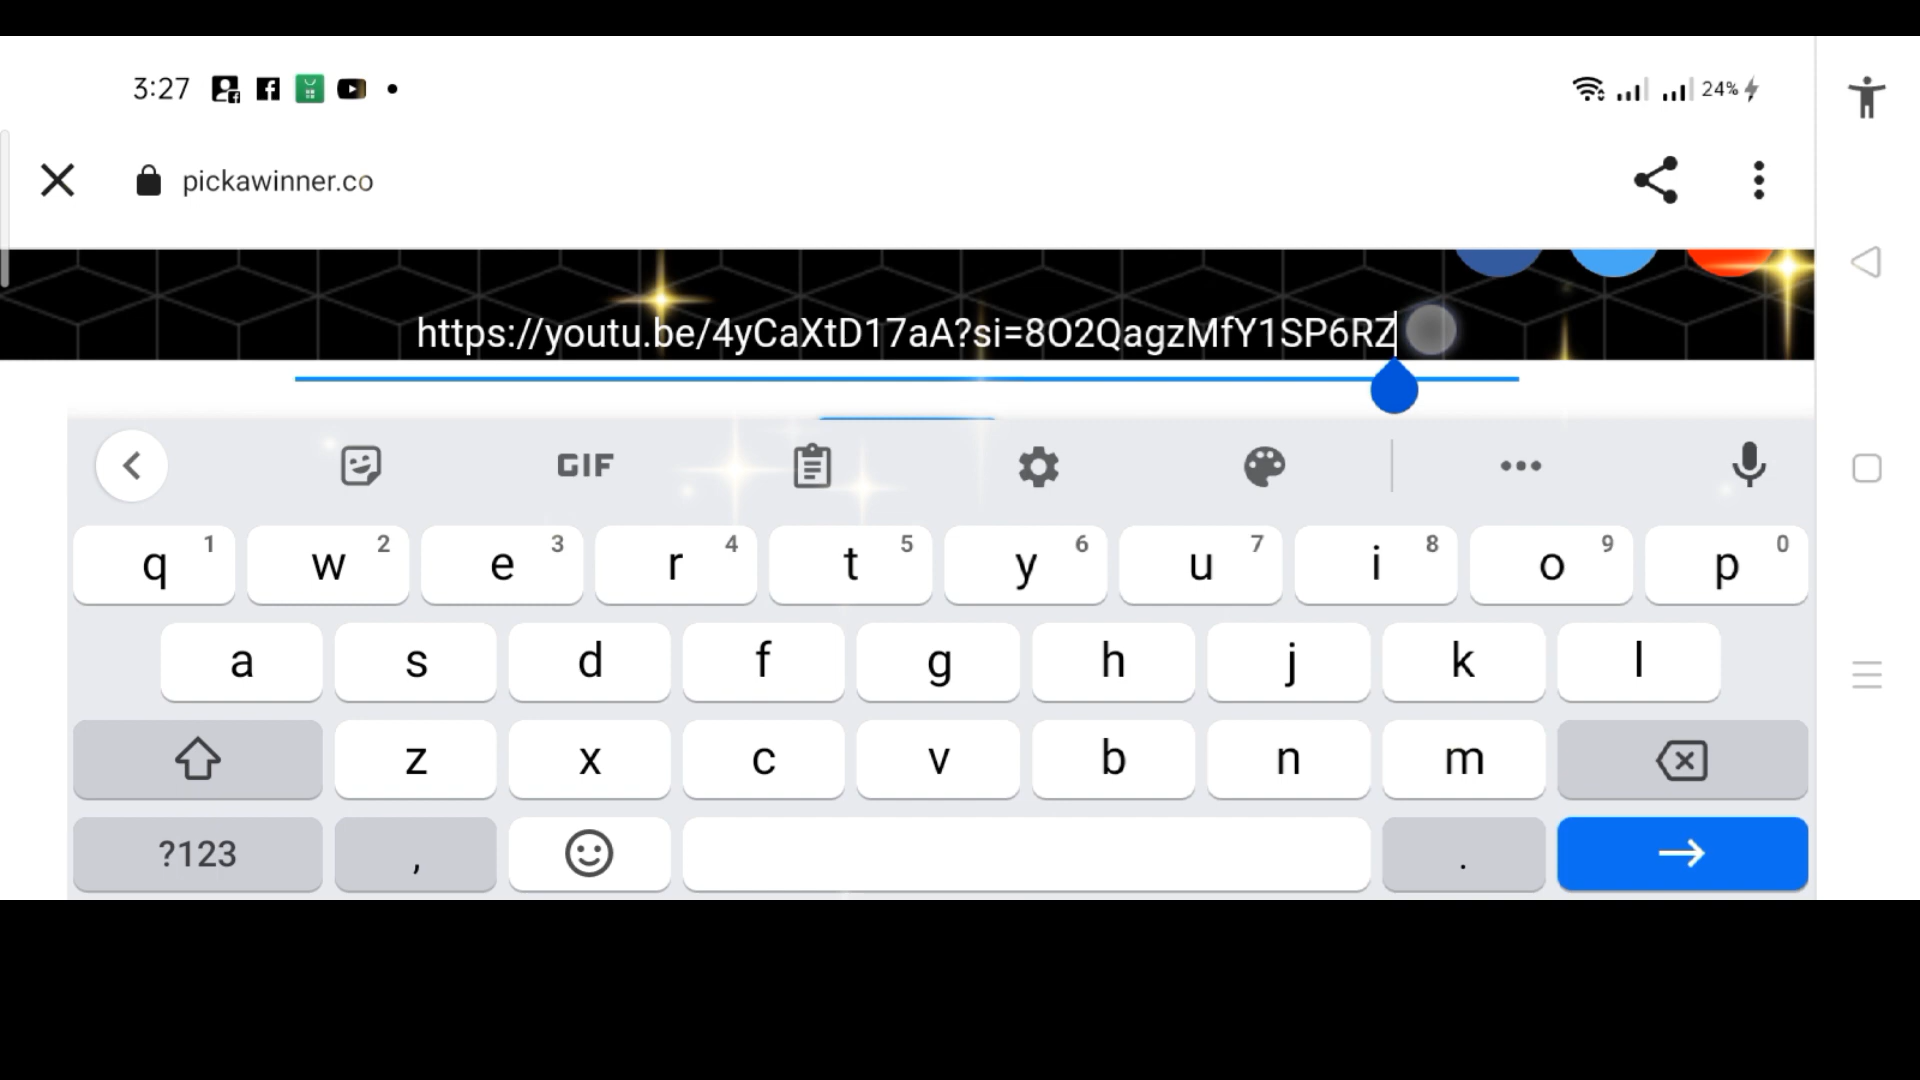 3:27
24%
pickawinner.co
https://youtu.be/4yCaXtD17aA?si=8O2QagzMfY1SP6RZ
GIF
q 1 w 2 e 3 r 4 t 5 y 6 u 7 i 8 o 9 p 0
a s d f g h j k l
z x c v b n m
?123 , .